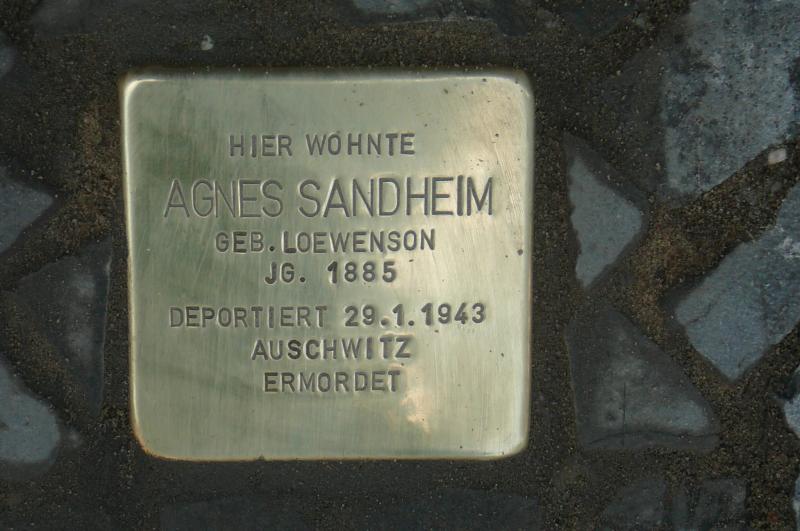 HIER WOHNTE
AGNES SANDHEIM
GEB. LOEWENSON
JG. 1885
DEPORTIERT 29.1.1943
AUSCHWITZ
ERMORDET